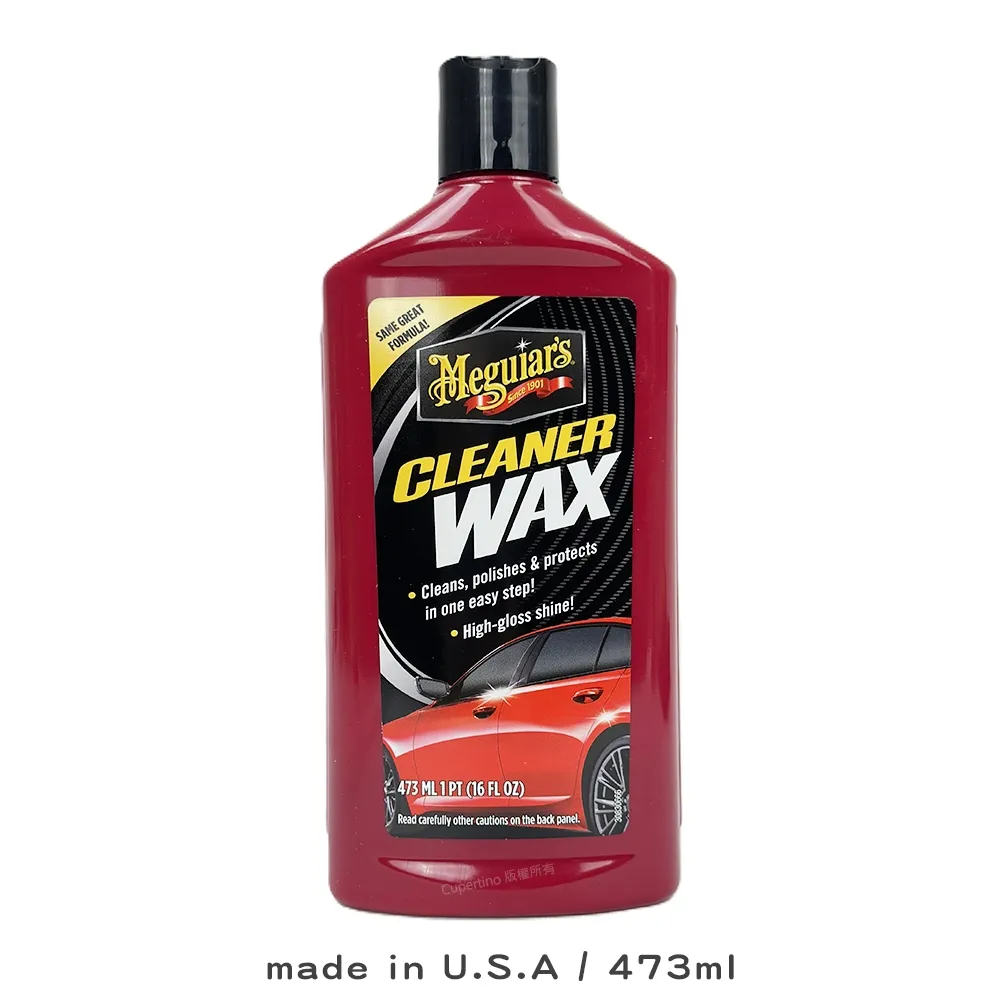 SAME GREAT
FORMULA!
Meguiar's
Since 1901
CLEANER
WAX
• Cleans, polishes & protects
in one easy step!
• High-gloss shine!
473 ML 1 PT (16 FL OZ)
Read carefully other cautions on the back panel.
Cupertino 版權所有
made in U.S.A / 473ml